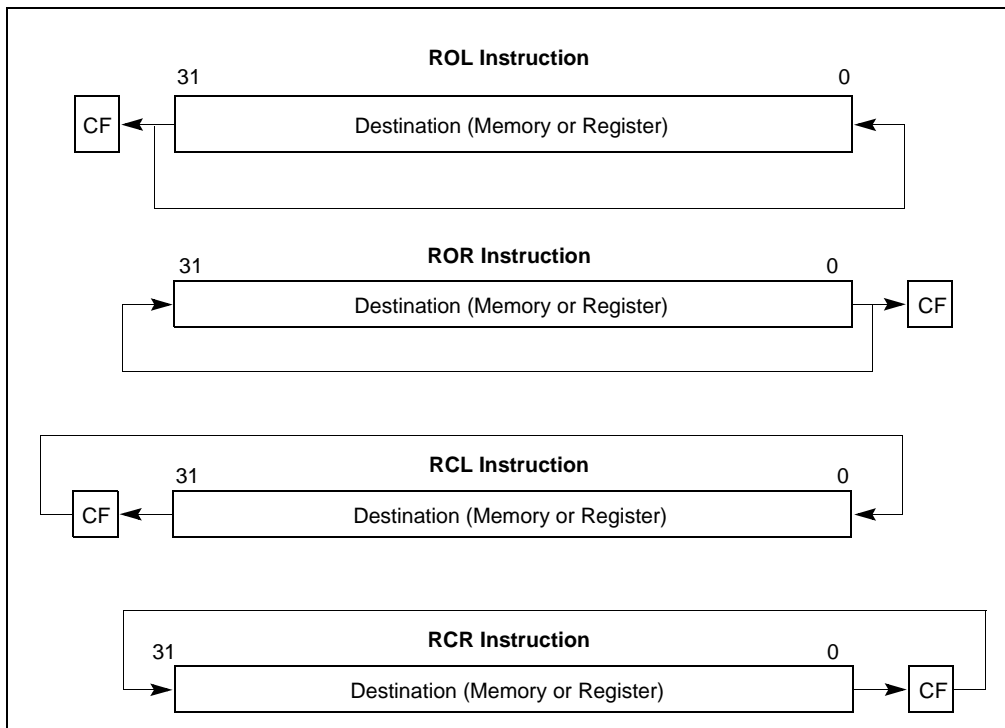 ROL Instruction
31 0
CF Destination (Memory or Register)
ROR Instruction
31 0
Destination (Memory or Register) CF
RCL Instruction
31 0
CF Destination (Memory or Register)
RCR Instruction
31 0
Destination (Memory or Register) CF